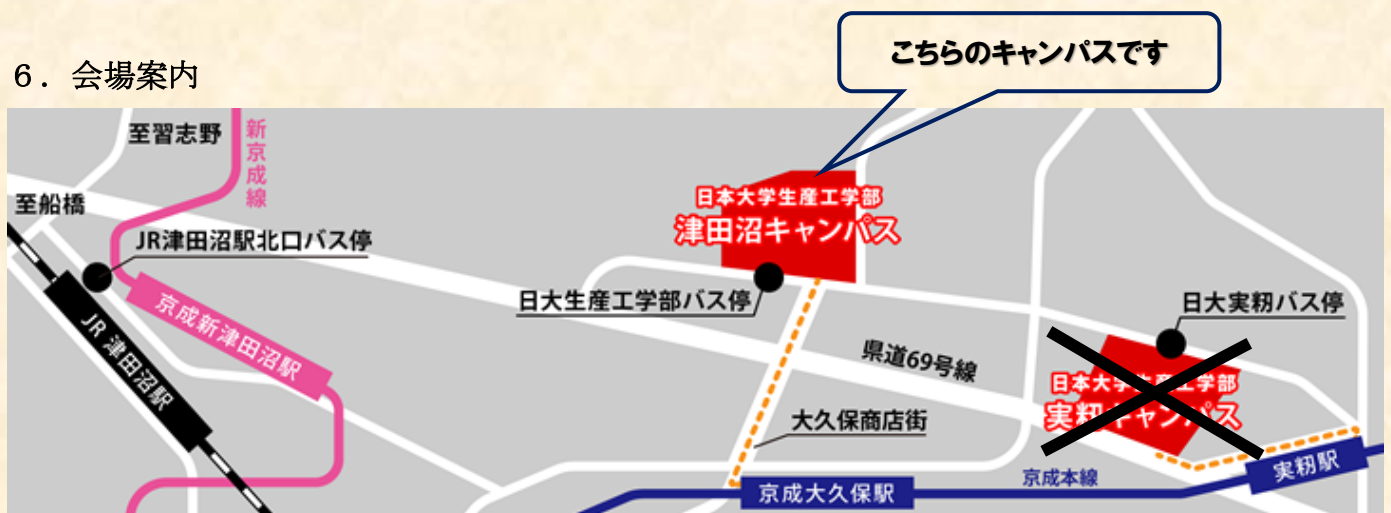 こちらのキャンパスです
6．会場案内
至習志野
新京成線
至船橋
JR津田沼駅北口バス停
日本大学生産工学部
津田沼キャンパス
京成新津田沼駅
JR 津田沼駅
日大生産工学部バス停
日大実籾バス停
県道69号線
日本大学生産工学部
実籾キャンパス
大久保商店街
京成大久保駅
京成本線
実籾駅